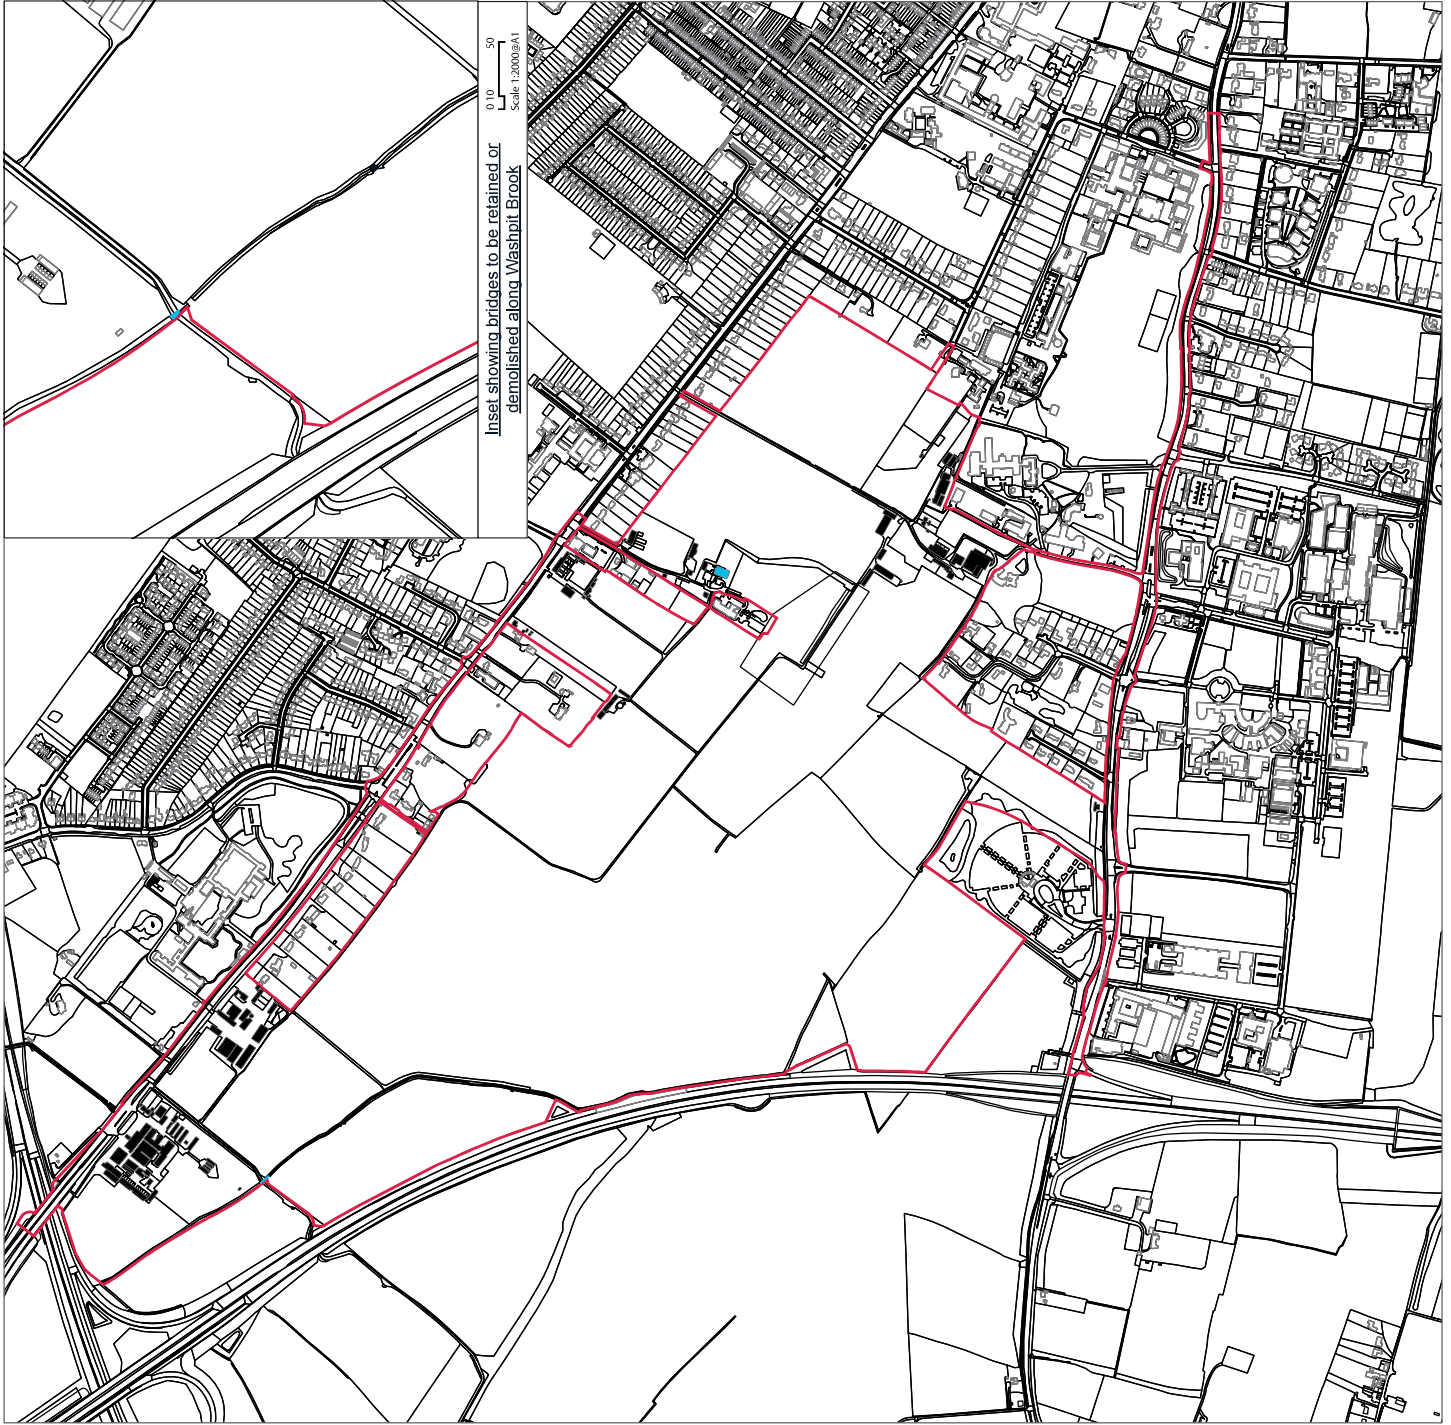 Inset showing bridges to be retained or
demolished along Washpit Brook
0 10 50
Scale 1:2000@A1